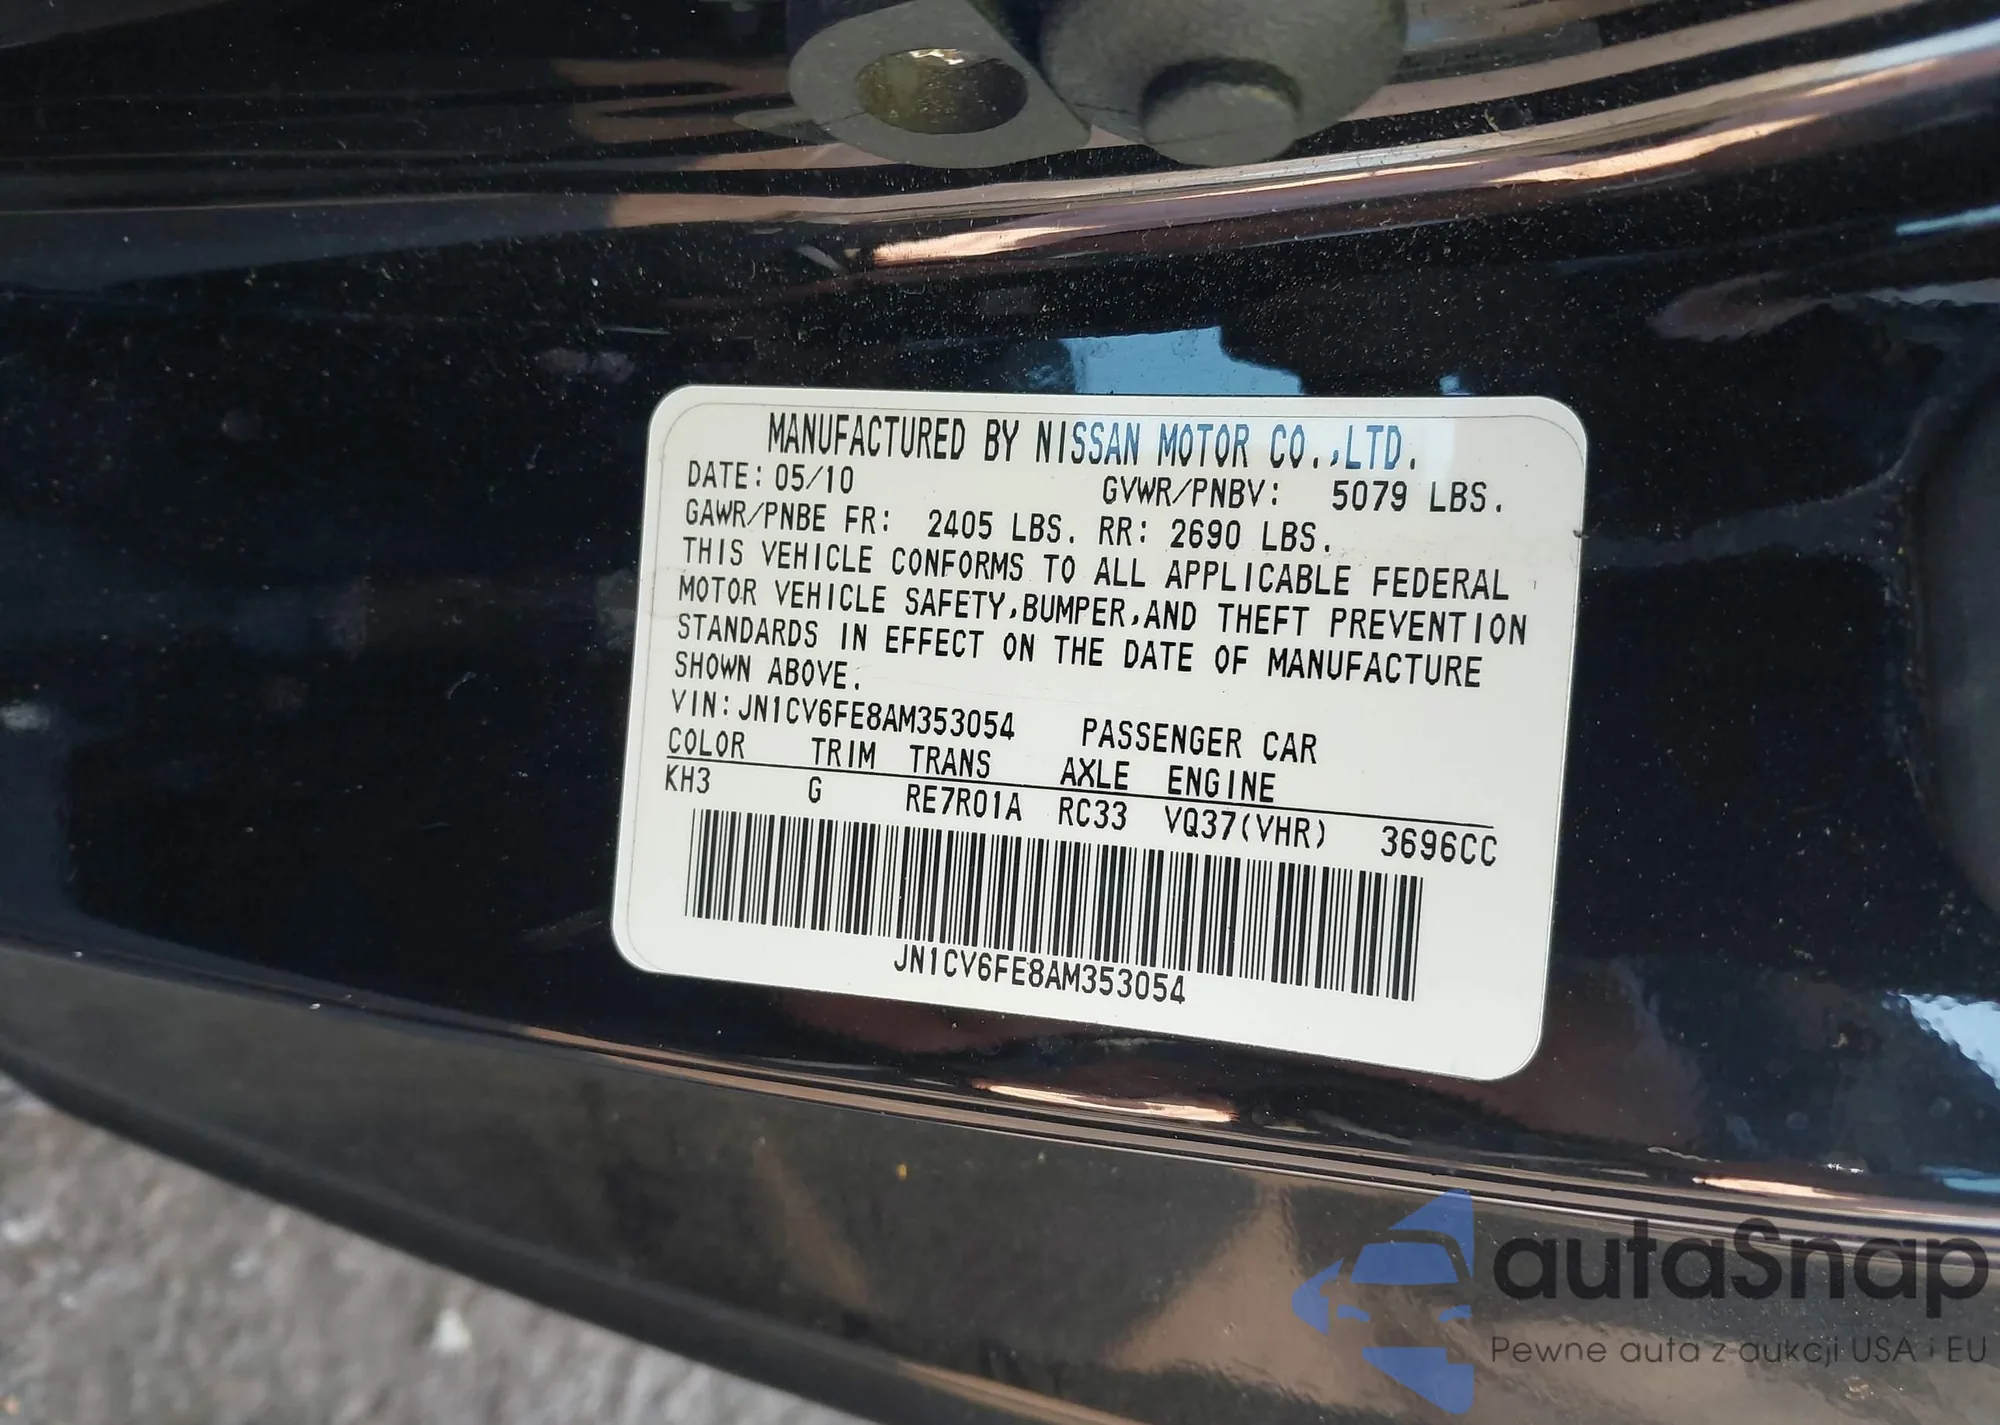 MANUFACTURED BY NISSAN MOTOR CO.,LTD.
DATE: 05/10 GVWR/PNBV: 5079 LBS.
GAWR/PNBE FR: 2405 LBS. RR: 2690 LBS.
THIS VEHICLE CONFORMS TO ALL APPLICABLE FEDERAL
MOTOR VEHICLE SAFETY,BUMPER,AND THEFT PREVENTION
STANDARDS IN EFFECT ON THE DATE OF MANUFACTURE
SHOWN ABOVE.
VIN:JN1CV6FE8AM353054 PASSENGER CAR
COLOR TRIM TRANS AXLE ENGINE
KH3 G RE7R01A RC33 VQ37(VHR) 3696CC
JN1CV6FE8AM353054
autaSnap
Pewne auta z aukcji USA i EU